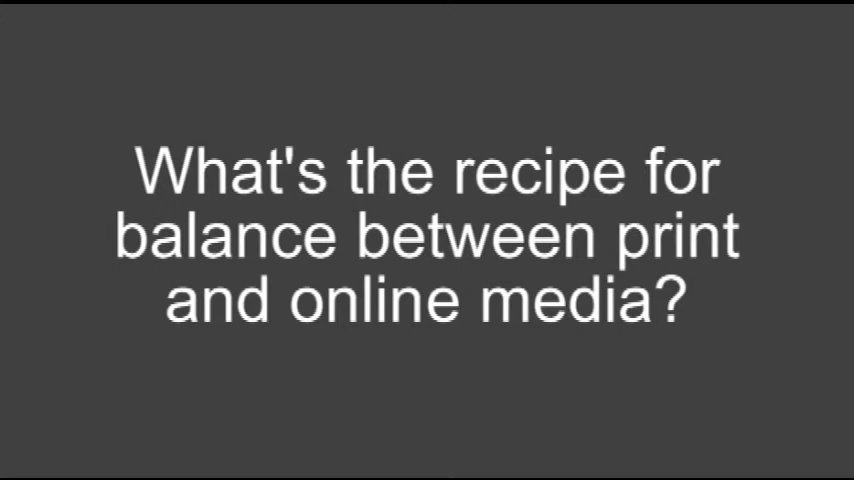 What's the recipe for
balance between print
and online media?